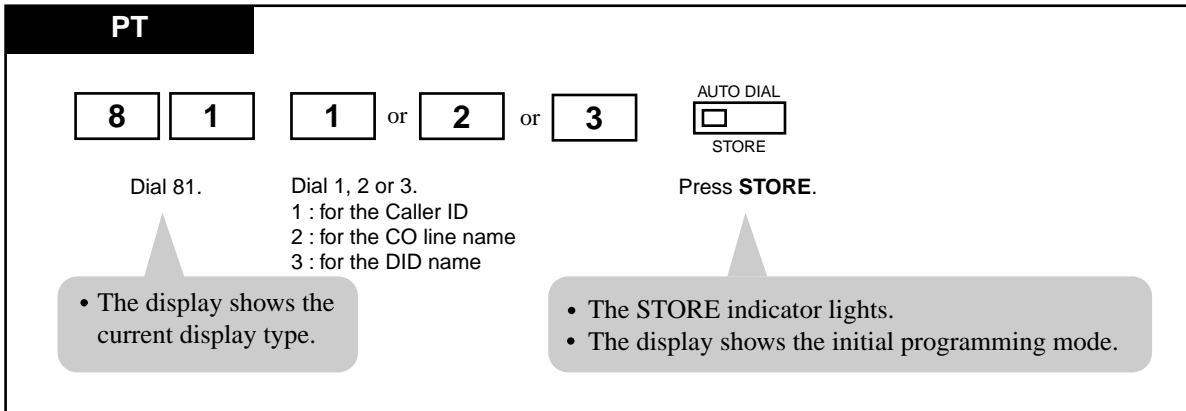 PT
8 1 1 or 2 or 3
AUTO DIAL
STORE
Dial 81.
Dial 1, 2 or 3.
1 : for the Caller ID
2 : for the CO line name
3 : for the DID name
Press STORE.
• The display shows the
current display type.
• The STORE indicator lights.
• The display shows the initial programming mode.